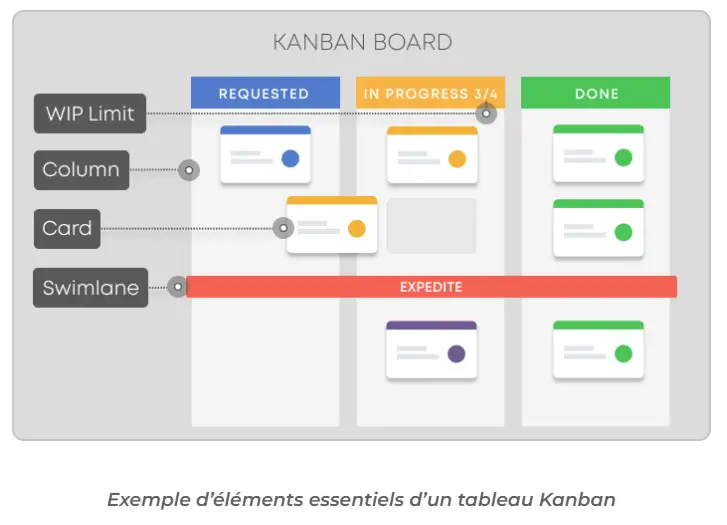 KANBAN BOARD
REQUESTED
IN PROGRESS 3/4
DONE
WIP Limit
Column
Card
Swimlane
EXPEDITE
Exemple d'éléments essentiels d'un tableau Kanban